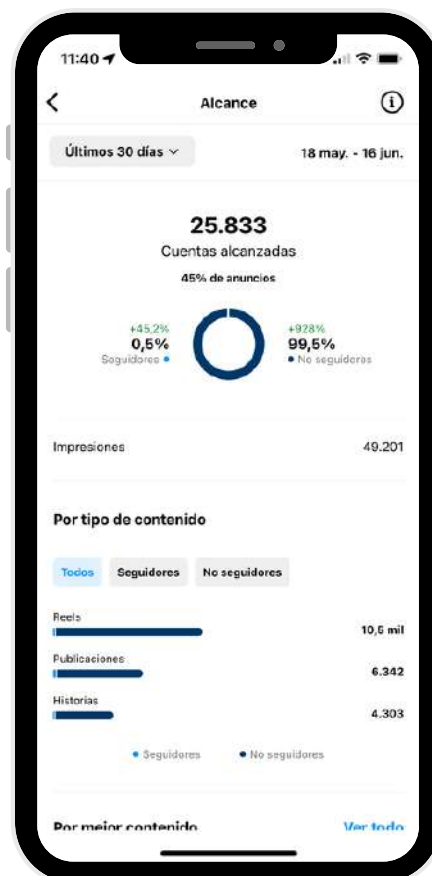 11:40
Alcance
Últimos 30 días
18 may. - 16 jun.
25.833
Cuentas alcanzadas
45% de anuncios
+45,2%
0,5%
Seguidores
+928%
99,5%
No seguidores
Impresiones
49.201
Por tipo de contenido
Todos Seguidores No seguidores
Reels
10,5 mil
Publicaciones
6.342
Historias
4.303
Seguidores No seguidores
Por mejor contenido Ver todo